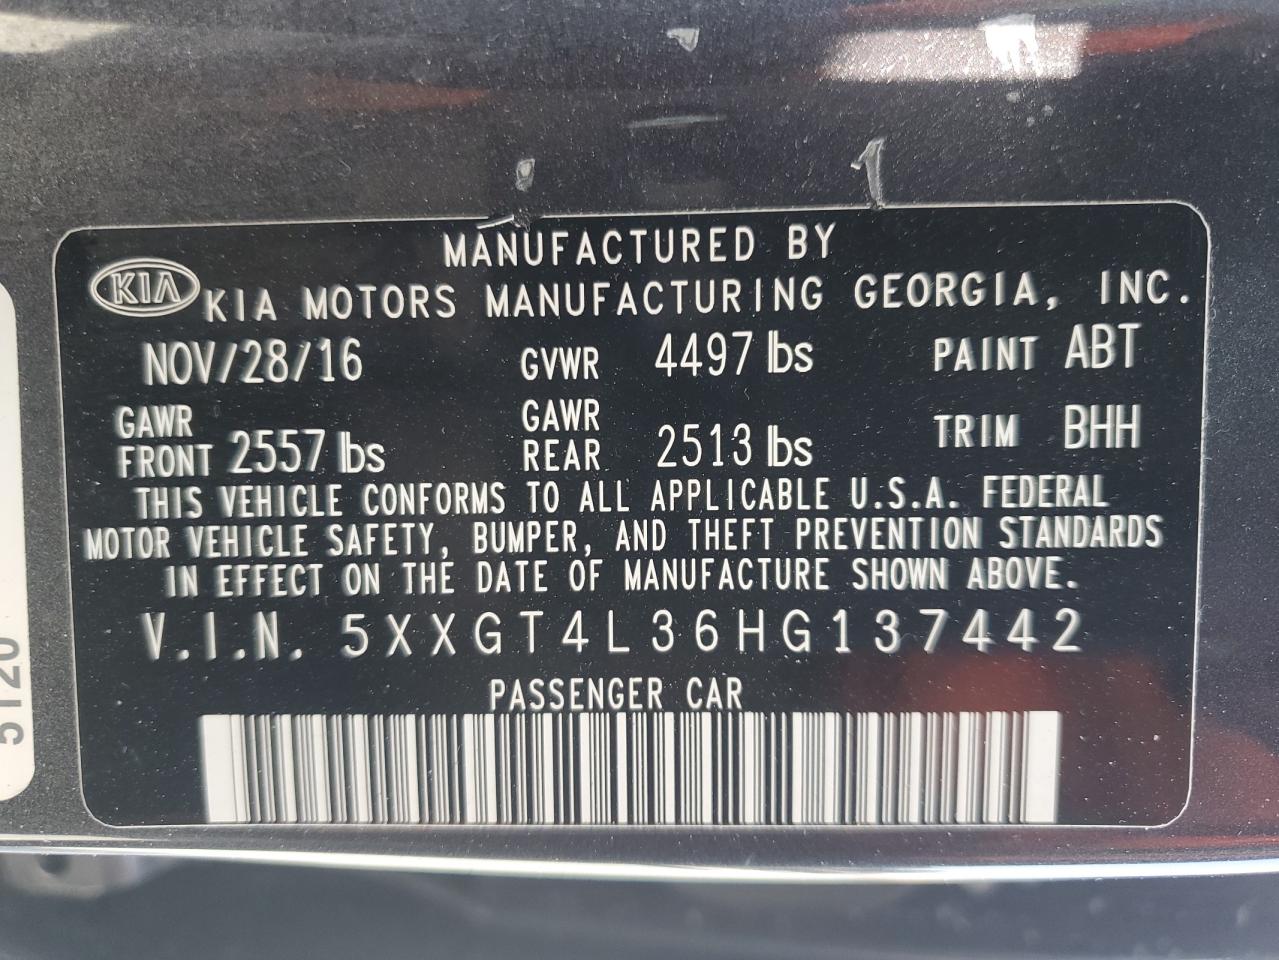 MANUFACTURED BY
KIA KIA MOTORS MANUFACTURING GEORGIA, INC.
NOV/28/16 GVWR 4497 lbs PAINT ABT
GAWR FRONT 2557 lbs GAWR REAR 2513 lbs TRIM BHH
THIS VEHICLE CONFORMS TO ALL APPLICABLE U.S.A. FEDERAL
MOTOR VEHICLE SAFETY, BUMPER, AND THEFT PREVENTION STANDARDS
IN EFFECT ON THE DATE OF MANUFACTURE SHOWN ABOVE.
V.I.N. 5XXGT4L36HG137442
PASSENGER CAR
5120